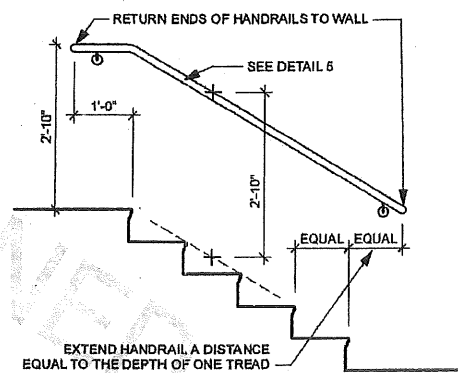 RETURN ENDS OF HANDRAILS TO WALL
SEE DETAIL 5
1'-0"
2'-10"
2'-10"
EQUAL EQUAL
EXTEND HANDRAIL A DISTANCE
EQUAL TO THE DEPTH OF ONE TREAD